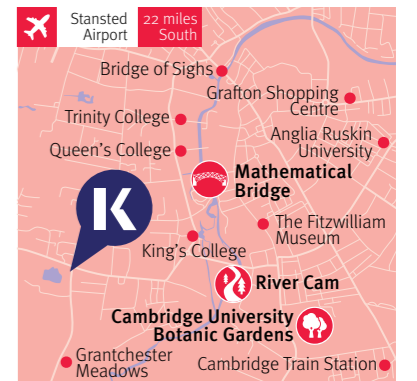 Stansted
Airport
22 miles
South
Bridge of Sighs
Grafton Shopping
Centre
Trinity College
Anglia Ruskin
University
Queen's College
Mathematical
Bridge
K
The Fitzwilliam
Museum
King's College
River Cam
Cambridge University
Botanic Gardens
Grantchester
Meadows
Cambridge Train Station